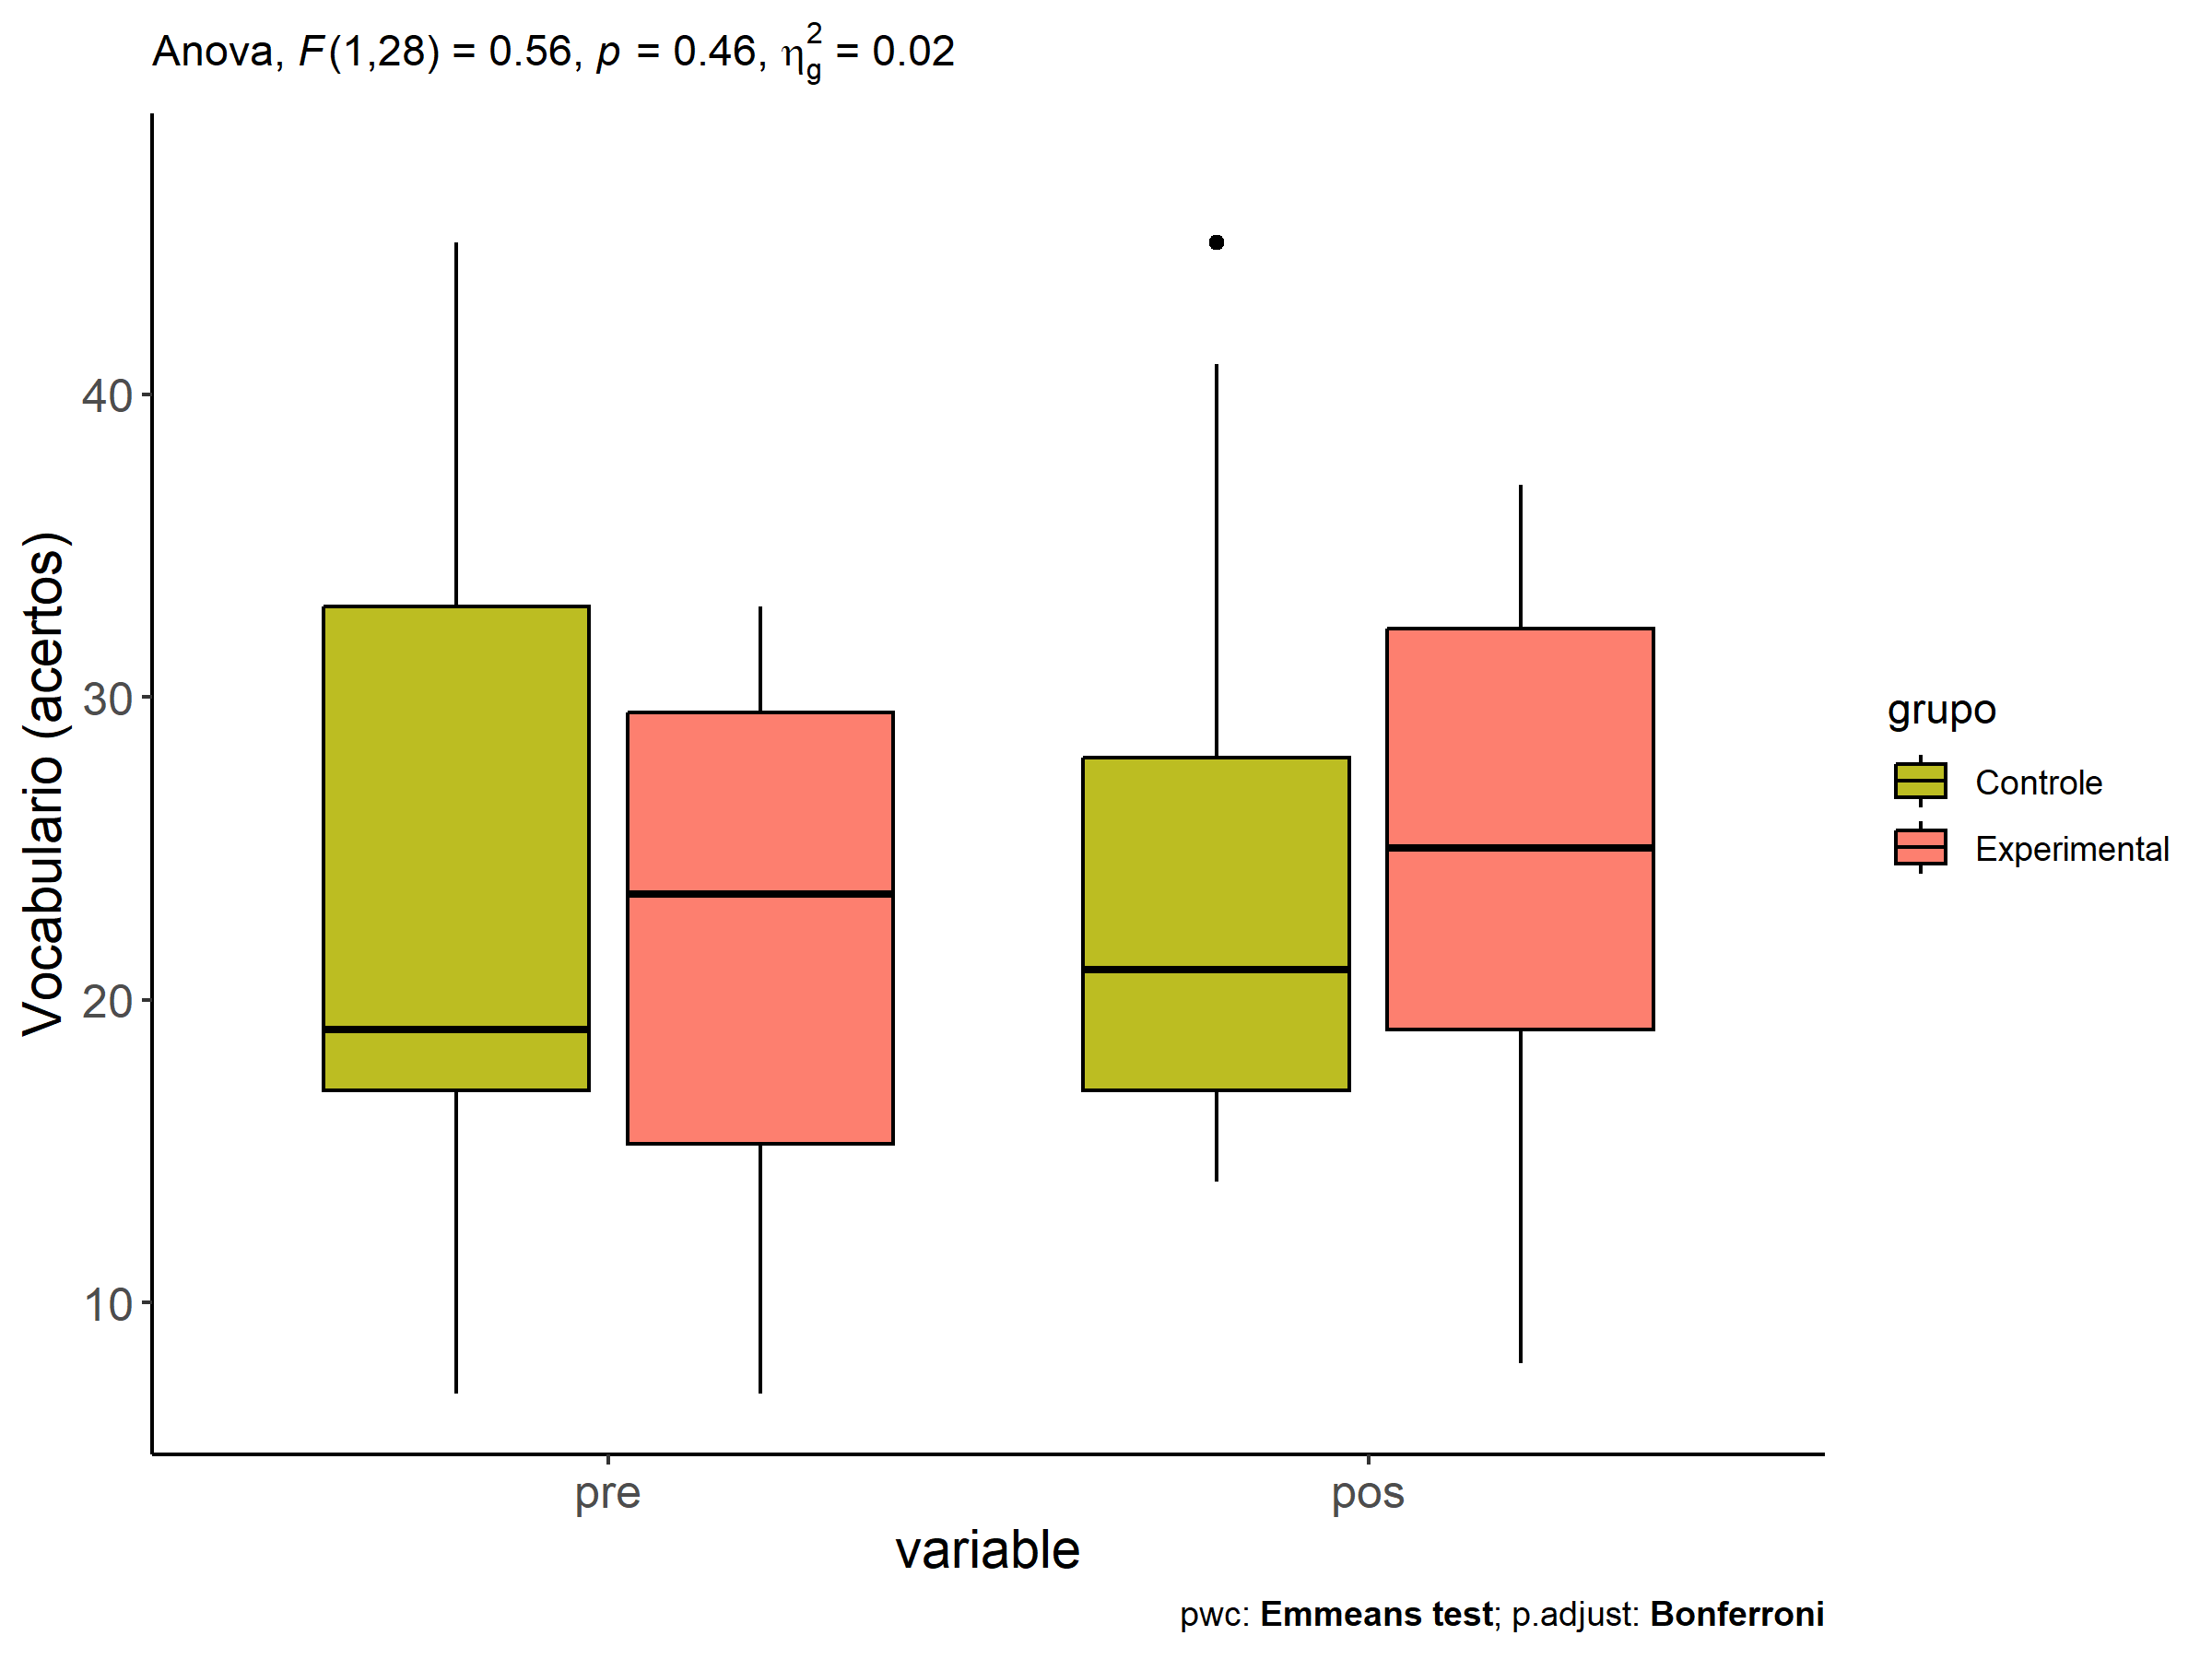 Anova, F(1,28) = 0.56, p = 0.46, η²g = 0.02
Vocabulario (acertos)
40
30
20
10
pre
pos
variable
grupo
Controle
Experimental
pwc: Emmeans test; p.adjust: Bonferroni